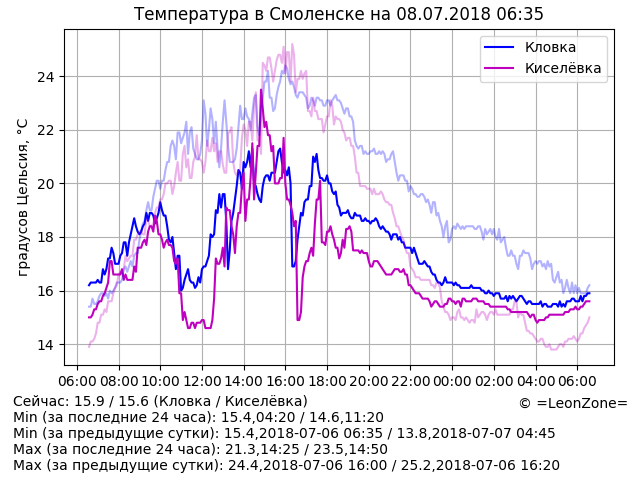 Температура в Смоленске на 08.07.2018 06:35
Кловка
Киселёвка
градусов Цельсия, °C
24
22
20
18
16
14
06:00 08:00 10:00 12:00 14:00 16:00 18:00 20:00 22:00 00:00 02:00 04:00 06:00
Сейчас: 15.9 / 15.6 (Кловка / Киселёвка)
© =LeonZone=
Min (за последние 24 часа): 15.4,04:20 / 14.6,11:20
Min (за предыдущие сутки): 15.4,2018-07-06 06:35 / 13.8,2018-07-07 04:45
Max (за последние 24 часа): 21.3,14:25 / 23.5,14:50
Max (за предыдущие сутки): 24.4,2018-07-06 16:00 / 25.2,2018-07-06 16:20